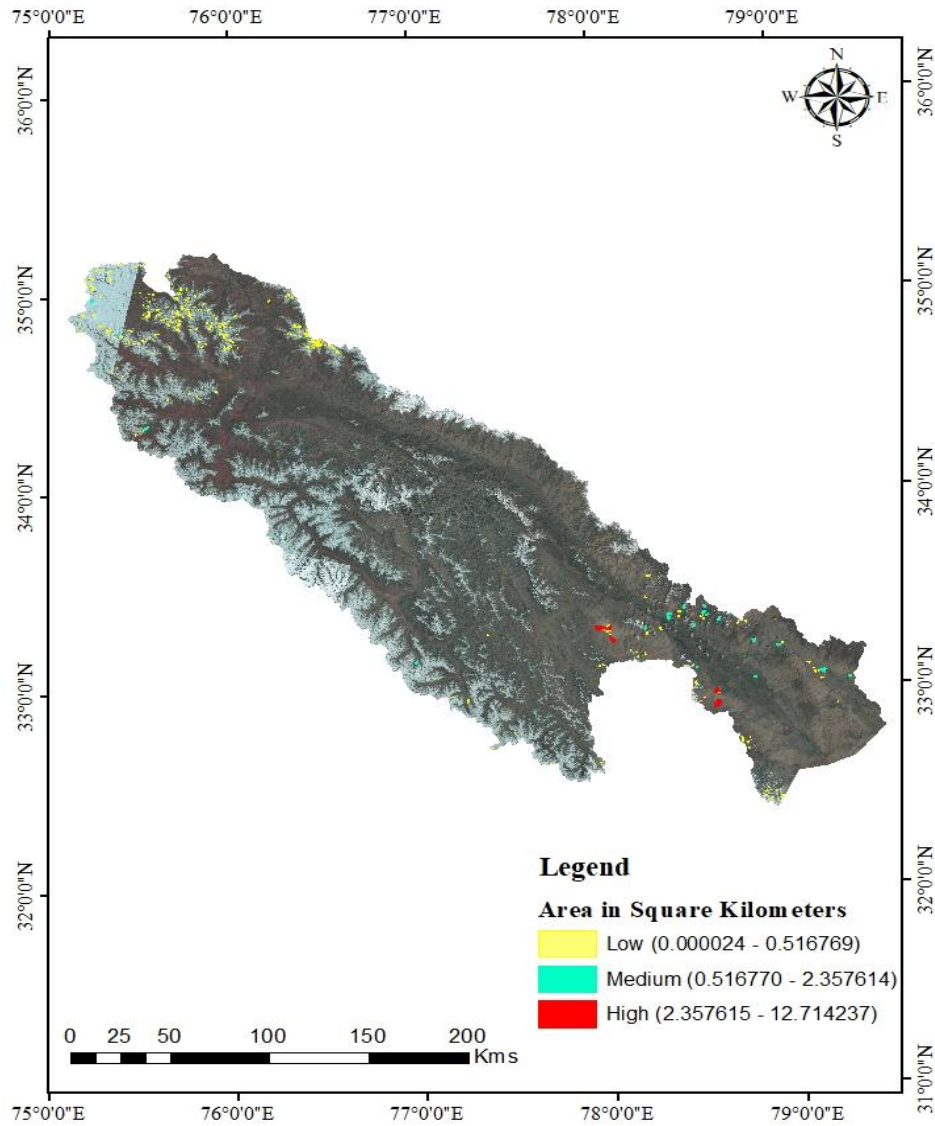 75°0'0"E 76°0'0"E 77°0'0"E 78°0'0"E 79°0'0"E
N
W E
S
36°0'0"N 36°0'0"N
35°0'0"N 35°0'0"N
34°0'0"N 34°0'0"N
33°0'0"N 33°0'0"N
32°0'0"N 32°0'0"N
31°0'0"N
Legend
Area in Square Kilometers
Low (0.000024 - 0.516769)
Medium (0.516770 - 2.357614)
High (2.357615 - 12.714237)
0 25 50 100 150 200
Kms
75°0'0"E 76°0'0"E 77°0'0"E 78°0'0"E 79°0'0"E